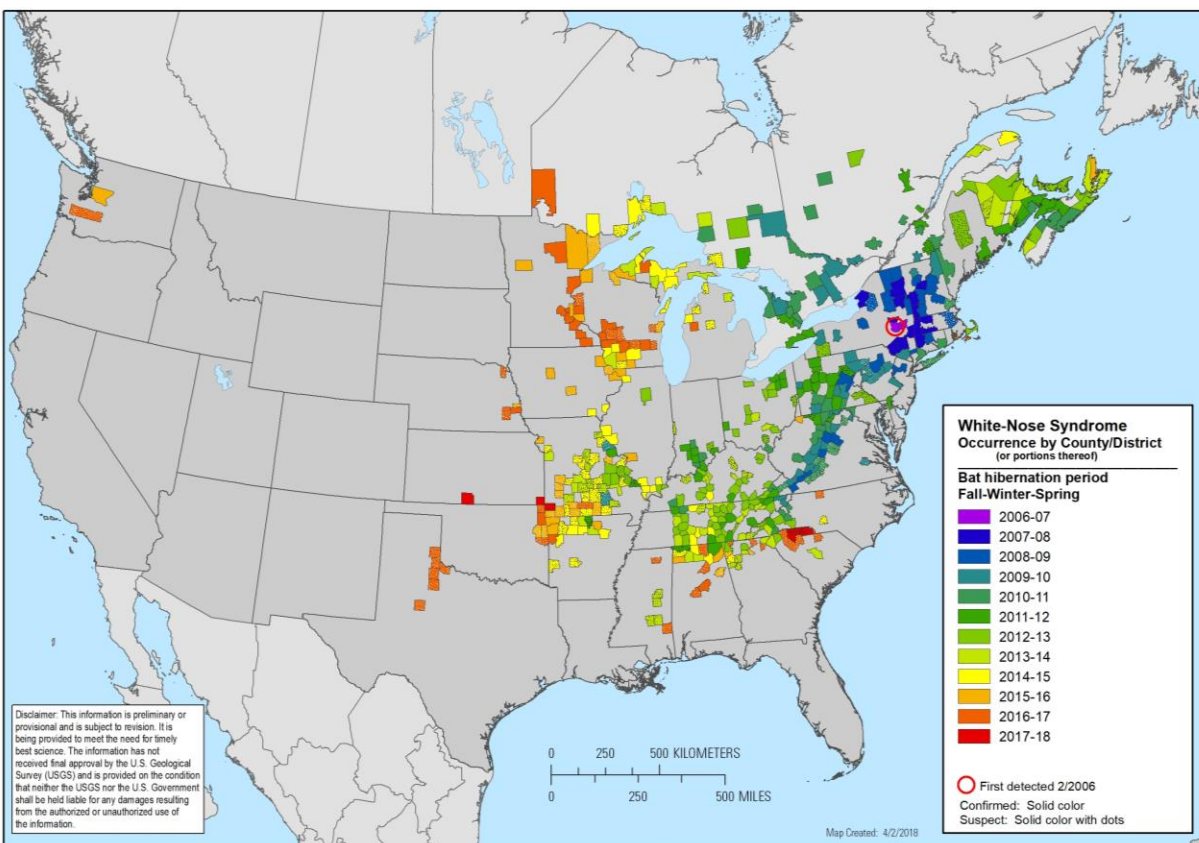 White-Nose Syndrome
Occurrence by County/District
(or portions thereof)
Bat hibernation period
Fall-Winter-Spring
2006-07
2007-08
2008-09
2009-10
2010-11
2011-12
2012-13
2013-14
2014-15
2015-16
2016-17
2017-18
First detected 2/2006
Confirmed: Solid color
Suspect: Solid color with dots
Disclaimer: This information is preliminary or
provisional and is subject to revision. It is
being provided to meet the need for timely
best science. The information has not
received final approval by the U.S. Geological
Survey (USGS) and is provided on the condition
that neither the USGS nor the U.S. Government
shall be held liable for any damages resulting
from the authorized or unauthorized use of
the information.
0 250 500 KILOMETERS
0 250 500 MILES
Map Created: 4/2/2018